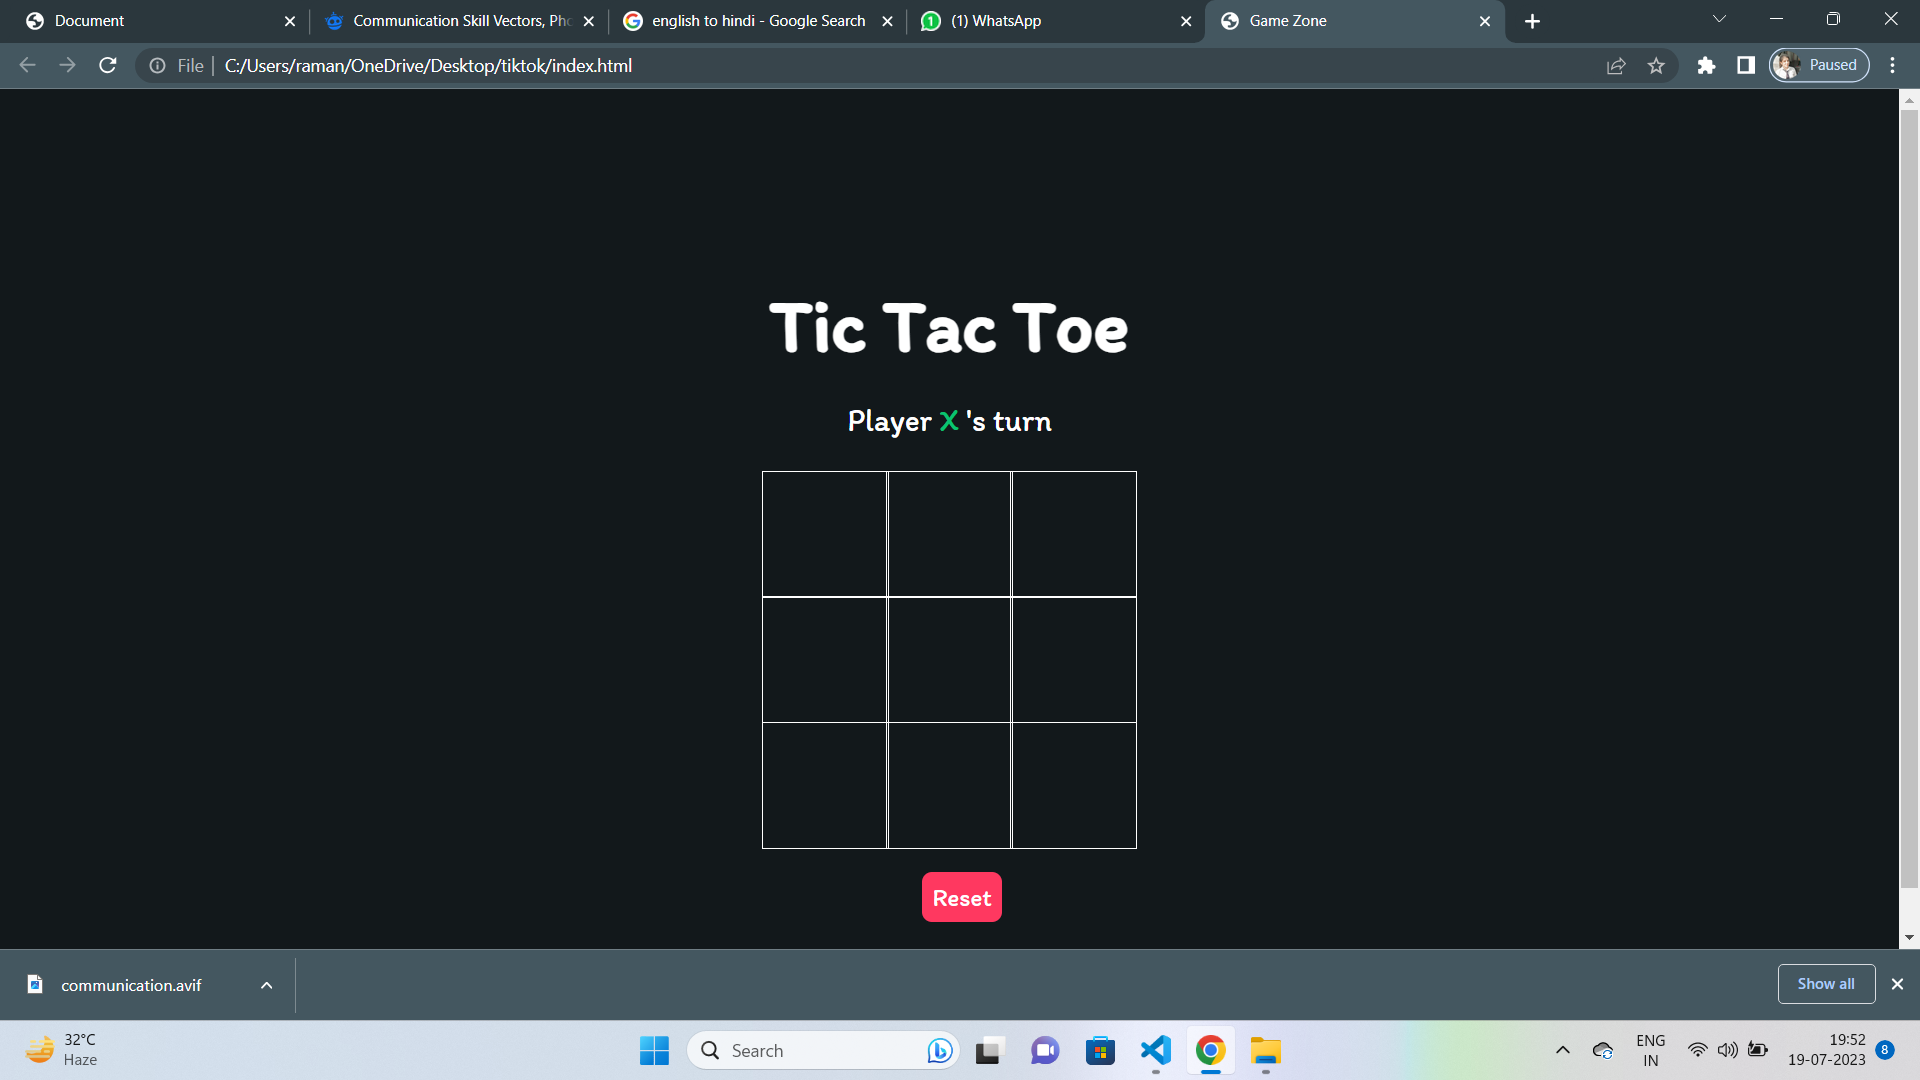 Document
Communication Skill Vectors, Pho
english to hindi - Google Search
(1) WhatsApp
Game Zone
File
C:/Users/raman/OneDrive/Desktop/tiktok/index.html
Paused
Tic Tac Toe
Player X 's turn
Reset
communication.avif
Show all
32°C
Haze
Search
ENG
IN
19:52
19-07-2023
8